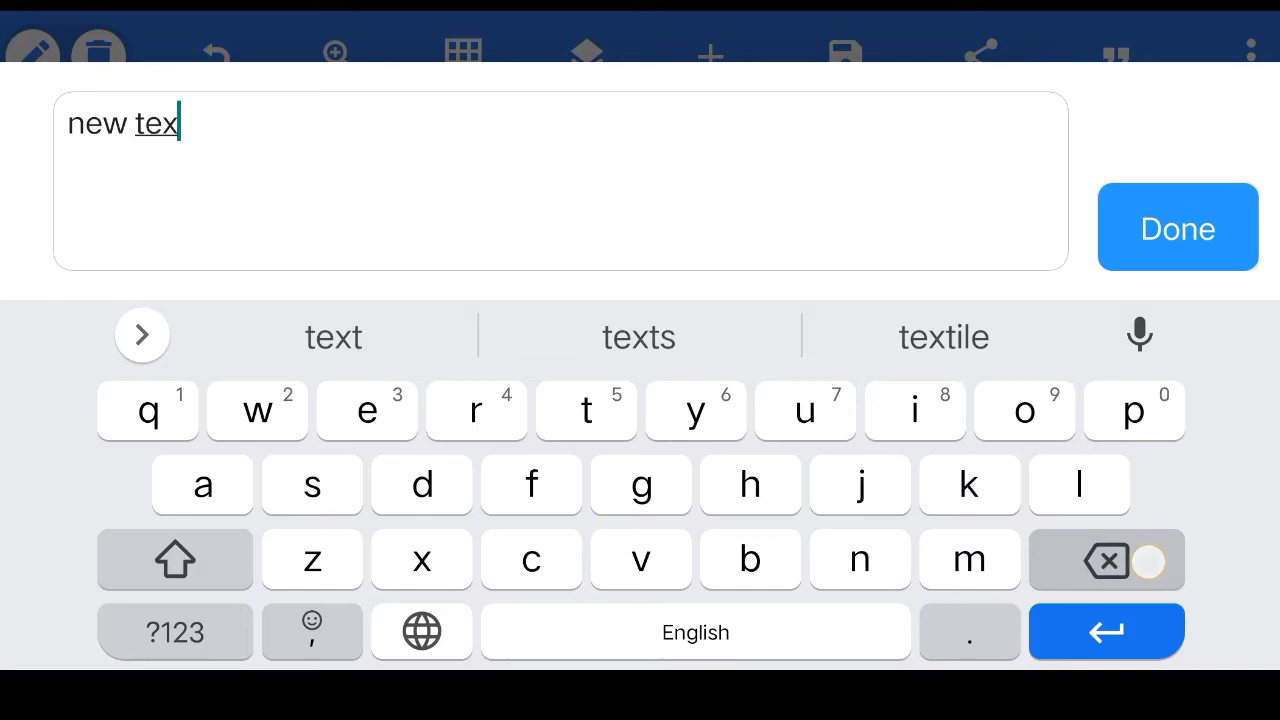 new tex
Done
text texts textile
q 1 w 2 e 3 r 4 t 5 y 6 u 7 i 8 o 9 p 0
a s d f g h j k l
z x c v b n m
?123 , English .